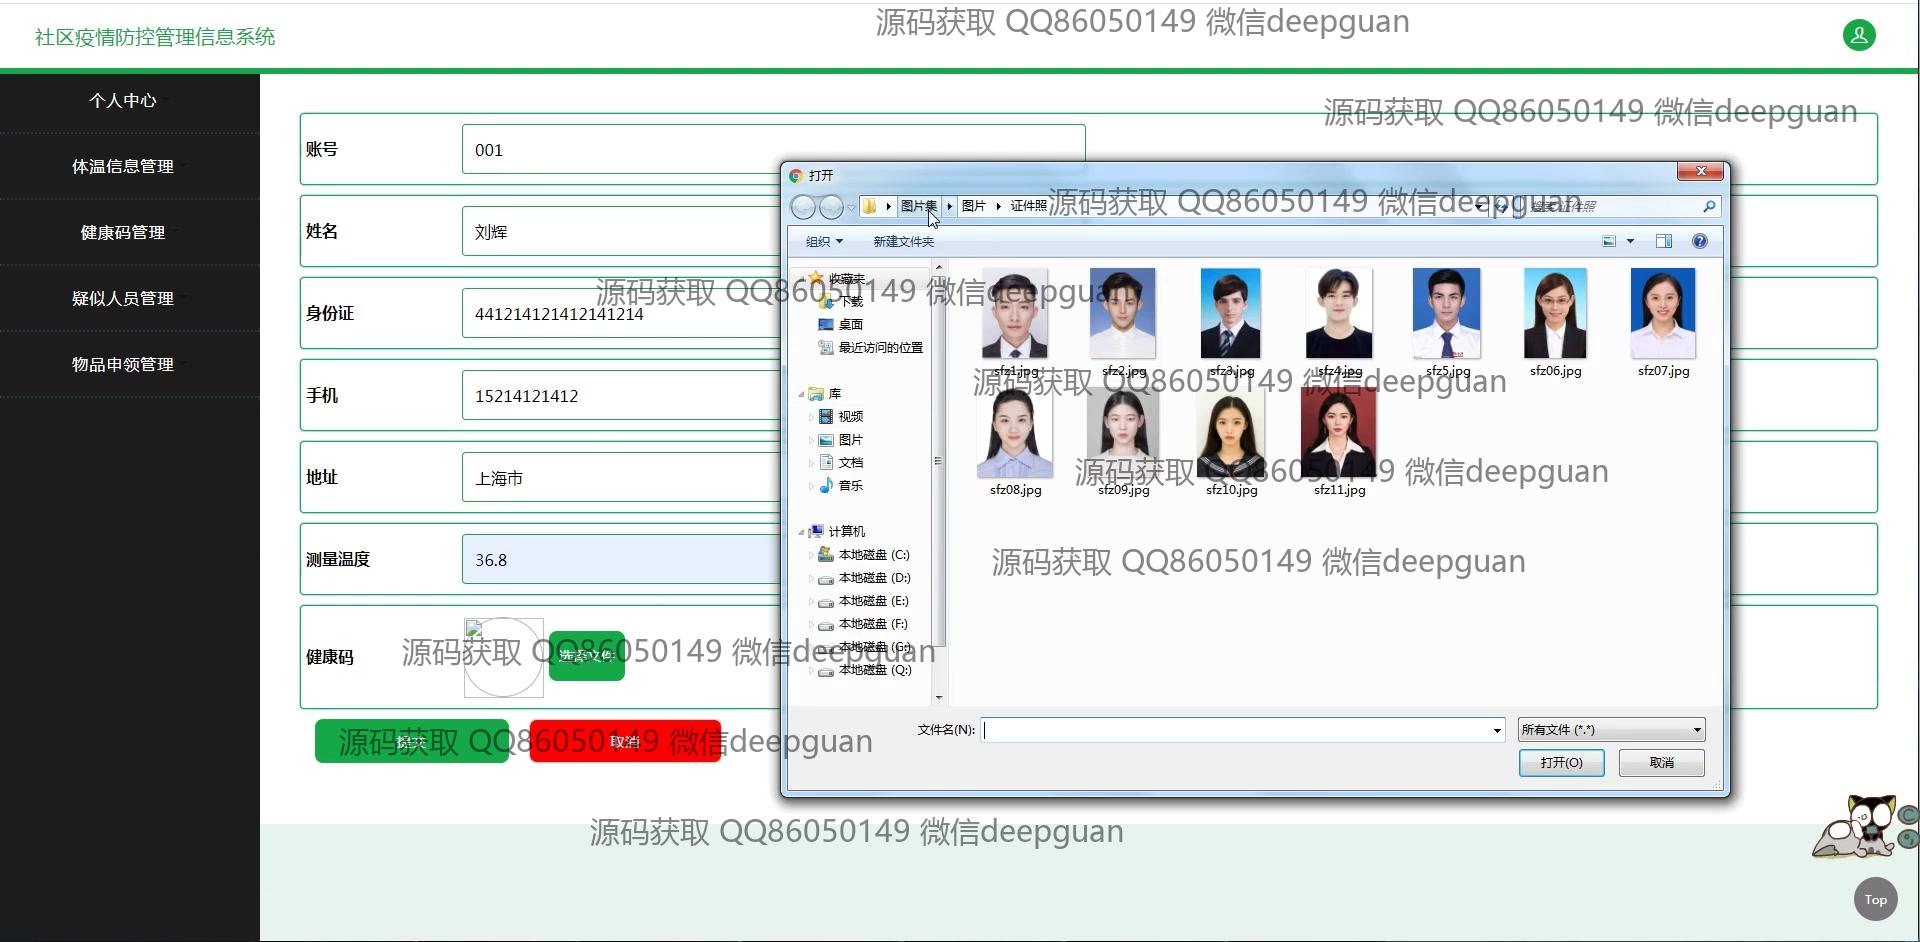 源码获取 QQ86050149 微信deepguan
社区疫情防控管理信息系统
个人中心
体温信息管理
健康码管理
疑似人员管理
物品申领管理
源码获取 QQ86050149 微信deepguan
账号
001
姓名
刘辉
身份证
441214121412141214
手机
15214121412
地址
上海市
测量温度
36.8
健康码
选择文件
提交
取消
打开
图片集
图片
证件照
搜索 证件照
源码获取 QQ86050149 微信deepguan
组织
新建文件夹
收藏夹
源码获取 QQ86050149 微信deepguan
下载
桌面
最近访问的位置
库
视频
图片
文档
音乐
计算机
本地磁盘 (C:)
本地磁盘 (D:)
本地磁盘 (E:)
本地磁盘 (F:)
本地磁盘 (G:)
本地磁盘 (Q:)
sfz1.jpg
sfz2.jpg
sfz3.jpg
sfz4.jpg
sfz5.jpg
sfz06.jpg
sfz07.jpg
源码获取 QQ86050149 微信deepguan
源码获取 QQ86050149 微信deepguan
sfz08.jpg
sfz09.jpg
sfz10.jpg
sfz11.jpg
源码获取 QQ86050149 微信deepguan
源码获取 QQ86050149 微信deepguan
文件名(N):
所有文件 (*.*)
打开(O)
取消
源码获取 QQ86050149 微信deepguan
源码获取 QQ86050149 微信deepguan
Top